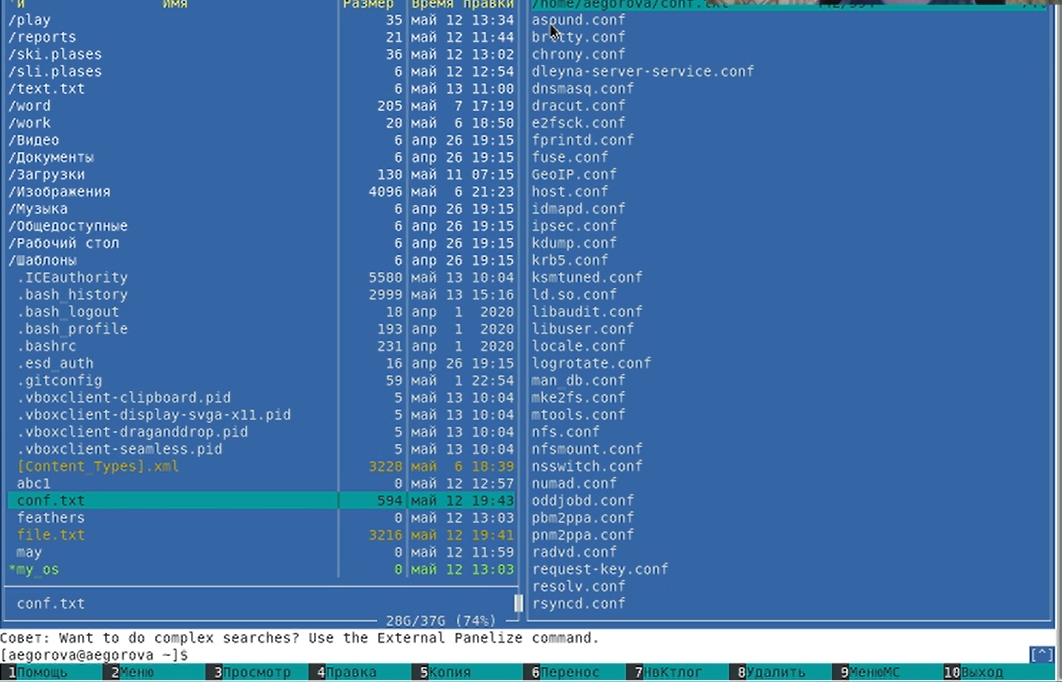 'и Имя Размер Время правки
/play 35 май 12 13:34
/reports 21 май 12 11:44
/ski.plases 36 май 12 13:02
/sli.plases 6 май 12 12:54
/text.txt 6 май 13 11:00
/word 205 май 7 17:19
/work 20 май 6 18:50
/Видео 6 апр 26 19:15
/Документы 6 апр 26 19:15
/Загрузки 130 май 11 07:15
/Изображения 4096 май 6 21:23
/Музыка 6 апр 26 19:15
/Общедоступные 6 апр 26 19:15
/Рабочий стол 6 апр 26 19:15
/Шаблоны 6 апр 26 19:15
.ICEauthority 5580 май 13 10:04
.bash_history 2999 май 13 15:16
.bash_logout 18 апр 1 2020
.bash_profile 193 апр 1 2020
.bashrc 231 апр 1 2020
.esd_auth 16 апр 26 19:15
.gitconfig 59 май 1 22:54
.vboxclient-clipboard.pid 5 май 13 10:04
.vboxclient-display-svga-x11.pid 5 май 13 10:04
.vboxclient-draganddrop.pid 5 май 13 10:04
.vboxclient-seamless.pid 5 май 13 10:04
[Content_Types].xml 3228 май 6 18:39
abc1 0 май 12 12:57
conf.txt 594 май 12 19:43
feathers 0 май 12 13:03
file.txt 3216 май 12 19:41
may 0 май 12 11:59
*my_os 0 май 12 13:03
conf.txt
28G/37G (74%)
/home/aegorova/conf.txt
asound.conf
brltty.conf
chrony.conf
dleyna-server-service.conf
dnsmasq.conf
dracut.conf
e2fsck.conf
fprintd.conf
fuse.conf
GeoIP.conf
host.conf
idmapd.conf
ipsec.conf
kdump.conf
krb5.conf
ksmtuned.conf
ld.so.conf
libaudit.conf
libuser.conf
locale.conf
logrotate.conf
man_db.conf
mke2fs.conf
mtools.conf
nfs.conf
nfsmount.conf
nsswitch.conf
numad.conf
oddjobd.conf
pbm2ppa.conf
pnm2ppa.conf
radvd.conf
request-key.conf
resolv.conf
rsyncd.conf
Совет: Want to do complex searches? Use the External Panelize command.
[aegorova@aegorova ~]$ [^]
1Помощь 2Меню 3Просмотр 4Правка 5Копия 6Перенос 7НвКтлог 8Удалить 9МенюMC 10Выход